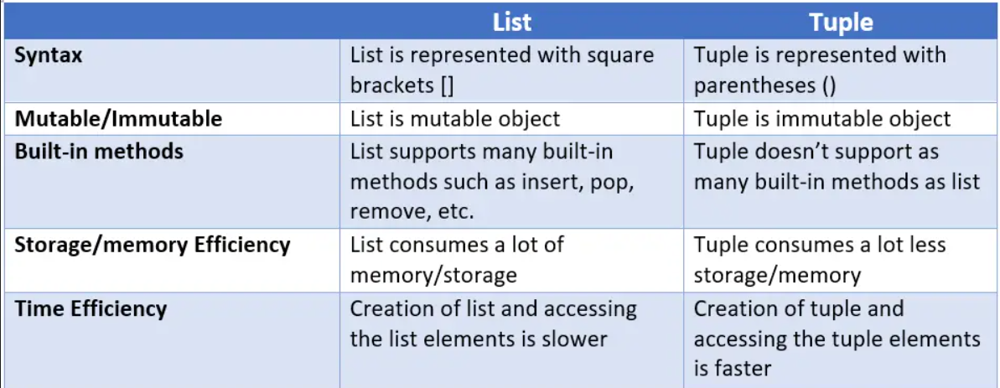 List Tuple
Syntax List is represented with square Tuple is represented with
brackets [] parentheses ()
Mutable/Immutable List is mutable object Tuple is immutable object
Built-in methods List supports many built-in Tuple doesn’t support as
methods such as insert, pop, many built-in methods as list
remove, etc.
Storage/memory Efficiency List consumes a lot of Tuple consumes a lot less
memory/storage storage/memory
Time Efficiency Creation of list and accessing Creation of tuple and
the list elements is slower accessing the tuple elements
is faster